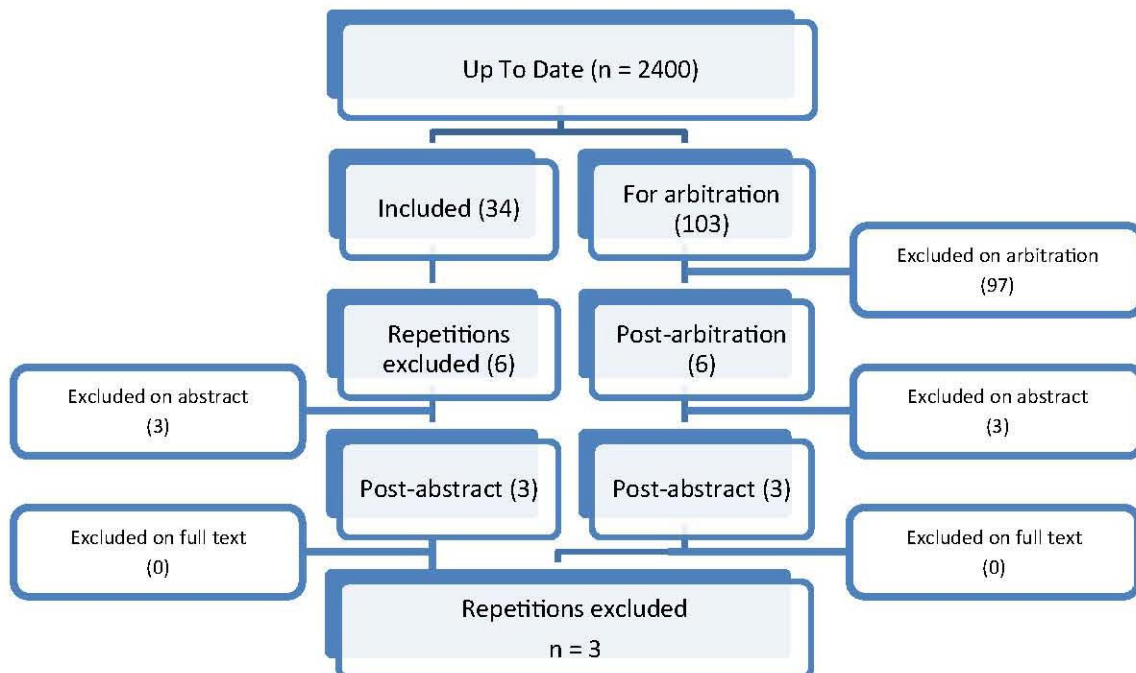 Up To Date (n = 2400)
Included (34)
For arbitration
(103)
Excluded on arbitration
(97)
Repetitions
excluded (6)
Post-arbitration
(6)
Excluded on abstract
(3)
Excluded on abstract
(3)
Post-abstract (3)
Post-abstract (3)
Excluded on full text
(0)
Excluded on full text
(0)
Repetitions excluded
n = 3